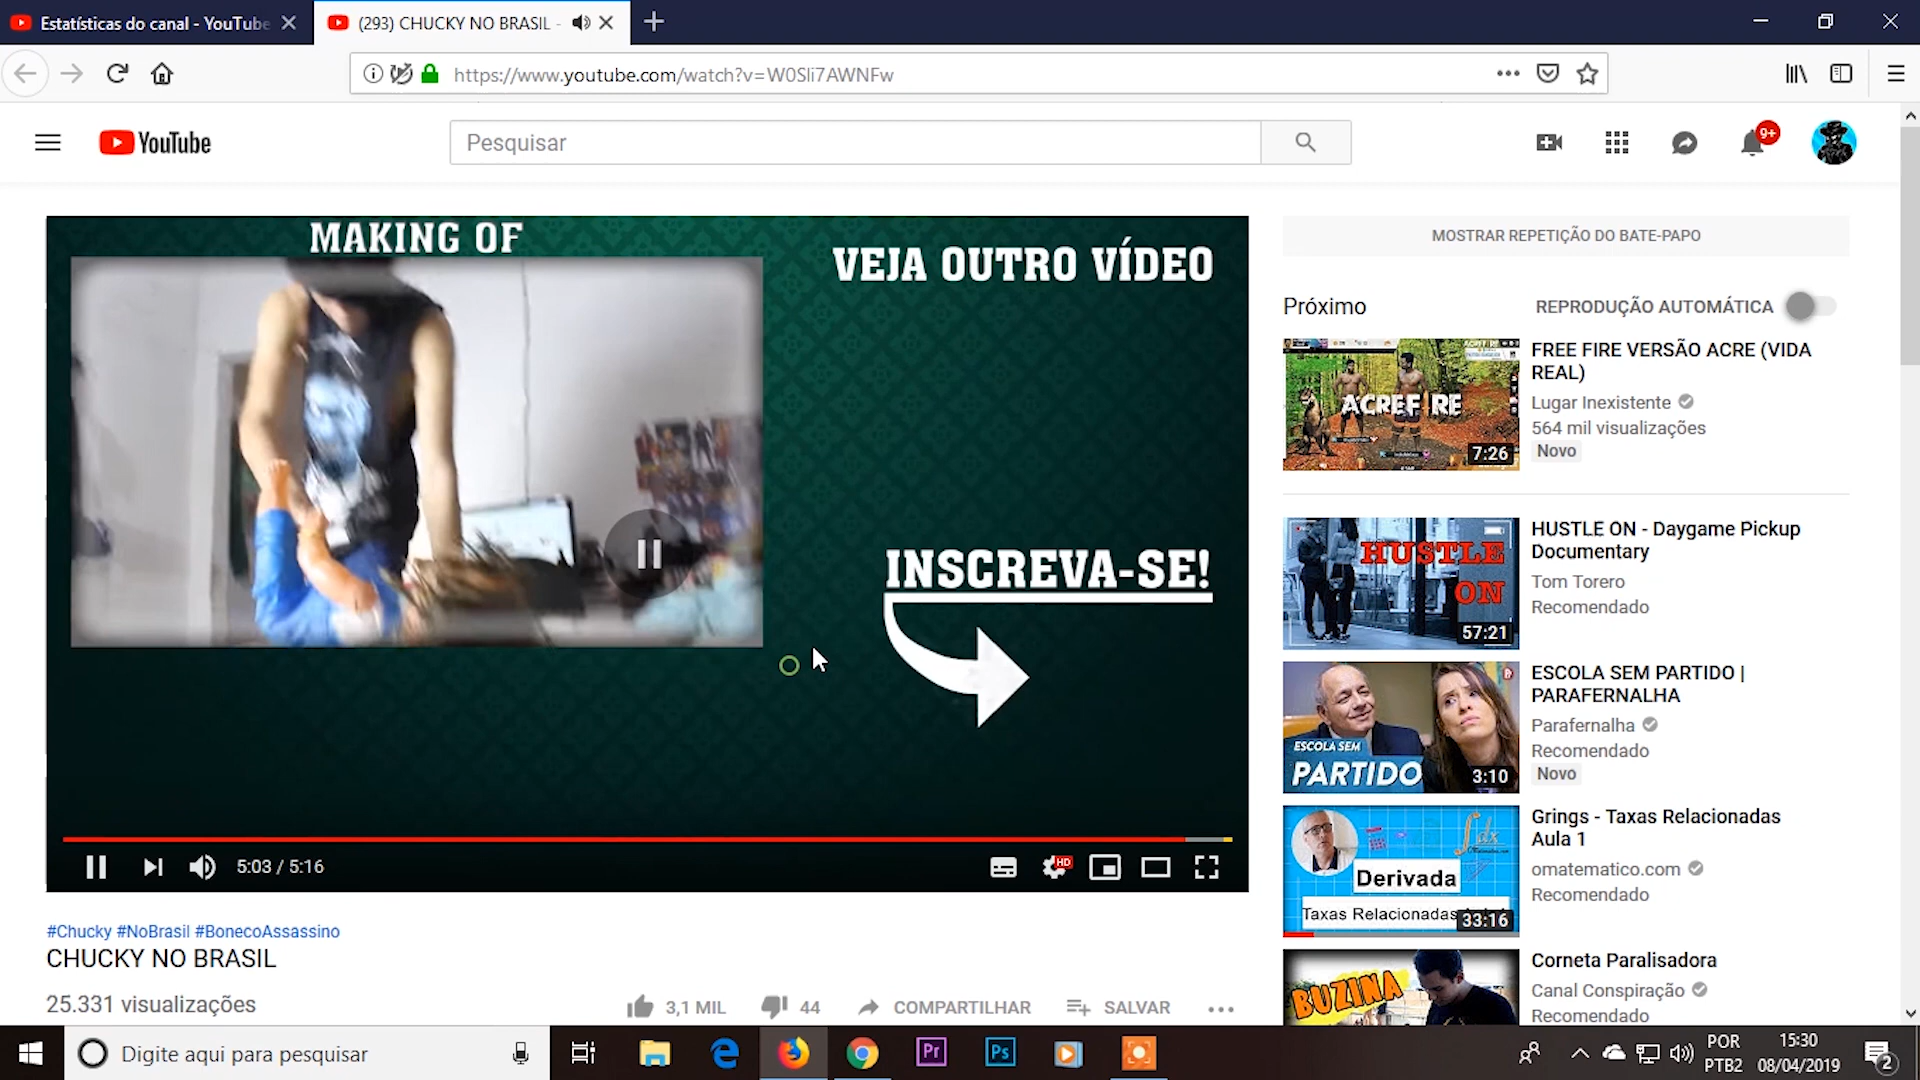 Estatísticas do canal - YouTube
(293) CHUCKY NO BRASIL -
https://www.youtube.com/watch?v=W0Sli7AWNFw
YouTube
Pesquisar
9+
MAKING OF
VEJA OUTRO VÍDEO
INSCREVA-SE!
5:03 / 5:16
HD
#Chucky #NoBrasil #BonecoAssassino
CHUCKY NO BRASIL
25.331 visualizações
3,1 MIL
44
COMPARTILHAR
SALVAR
MOSTRAR REPETIÇÃO DO BATE-PAPO
Próximo
REPRODUÇÃO AUTOMÁTICA
ACREF RE
7:26
FREE FIRE VERSÃO ACRE (VIDA
REAL)
Lugar Inexistente
564 mil visualizações
Novo
HUSTLE
ON
57:21
HUSTLE ON - Daygame Pickup
Documentary
Tom Torero
Recomendado
ESCOLA SEM
PARTIDO
3:10
ESCOLA SEM PARTIDO |
PARAFERNALHA
Parafernalha
Recomendado
Novo
Derivada
Taxas Relacionadas
33:16
Grings - Taxas Relacionadas
Aula 1
omatematico.com
Recomendado
BUZINA
Corneta Paralisadora
Canal Conspiração
Recomendado
Digite aqui para pesquisar
Pr
Ps
POR
PTB2
15:30
08/04/2019
2